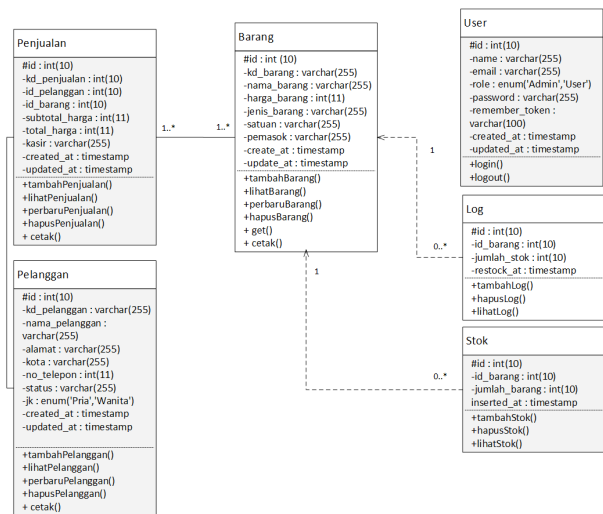 Penjualan
#id : int(10)
-kd_penjualan : int(10)
-id_pelanggan : int(10)
-id_barang : int(10)
-subtotal_harga : int(11)
-total_harga : int(11)
-kasir : varchar(255)
-created_at : timestamp
-updated_at : timestamp
+tambahPenjualan()
+lihatPenjualan()
+perbaruPenjualan()
+hapusPenjualan()
+ cetak()
1..*
1..*
Barang
#id : int (10)
-kd_barang : varchar(255)
-nama_barang : varchar(255)
-harga_barang : int(11)
-jenis_barang : varchar(255)
-satuan : varchar(255)
-pemasok : varchar(255)
-create_at : timestamp
-update_at : timestamp
+tambahBarang()
+lihatBarang()
+perbaruBarang()
+hapusBarang()
+ get()
+ cetak()
User
#id : int(10)
-name : varchar(255)
-email : varchar(255)
-role : enum('Admin','User')
-password : varchar(255)
-remember_token :
varchar(100)
-created_at : timestamp
-updated_at : timestamp
+login()
+logout()
1
0..*
Log
#id : int(10)
-id_barang : int(10)
-jumlah_stok : int(10)
-restock_at : timestamp
+tambahLog()
+hapusLog()
+lihatLog()
Pelanggan
#id : int(10)
-kd_pelanggan : varchar(255)
-nama_pelanggan :
varchar(255)
-alamat : varchar(255)
-kota : varchar(255)
-no_telepon : int(11)
-status : varchar(255)
-jk : enum('Pria','Wanita')
-created_at : timestamp
-updated_at : timestamp
+tambahPelanggan()
+lihatPelanggan()
+perbaruPelanggan()
+hapusPelanggan()
+ cetak()
1
0..*
Stok
#id : int(10)
-id_barang : int(10)
-jumlah_barang : int(10)
inserted_at : timestamp
+tambahStok()
+hapusStok()
+lihatStok()